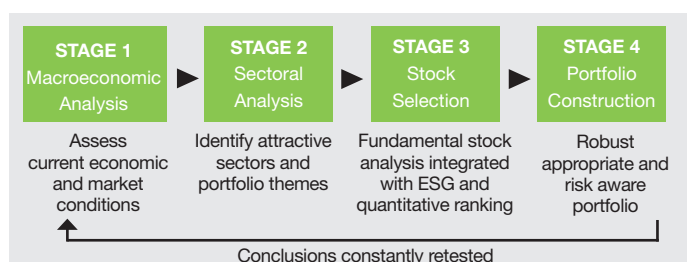 STAGE 1
Macroeconomic
Analysis
Assess
current economic
and market
conditions
STAGE 2
Sectoral
Analysis
Identify attractive
sectors and
portfolio themes
STAGE 3
Stock
Selection
Fundamental stock
analysis integrated
with ESG and
quantitative ranking
STAGE 4
Portfolio
Construction
Robust
appropriate and
risk aware
portfolio
Conclusions constantly retested